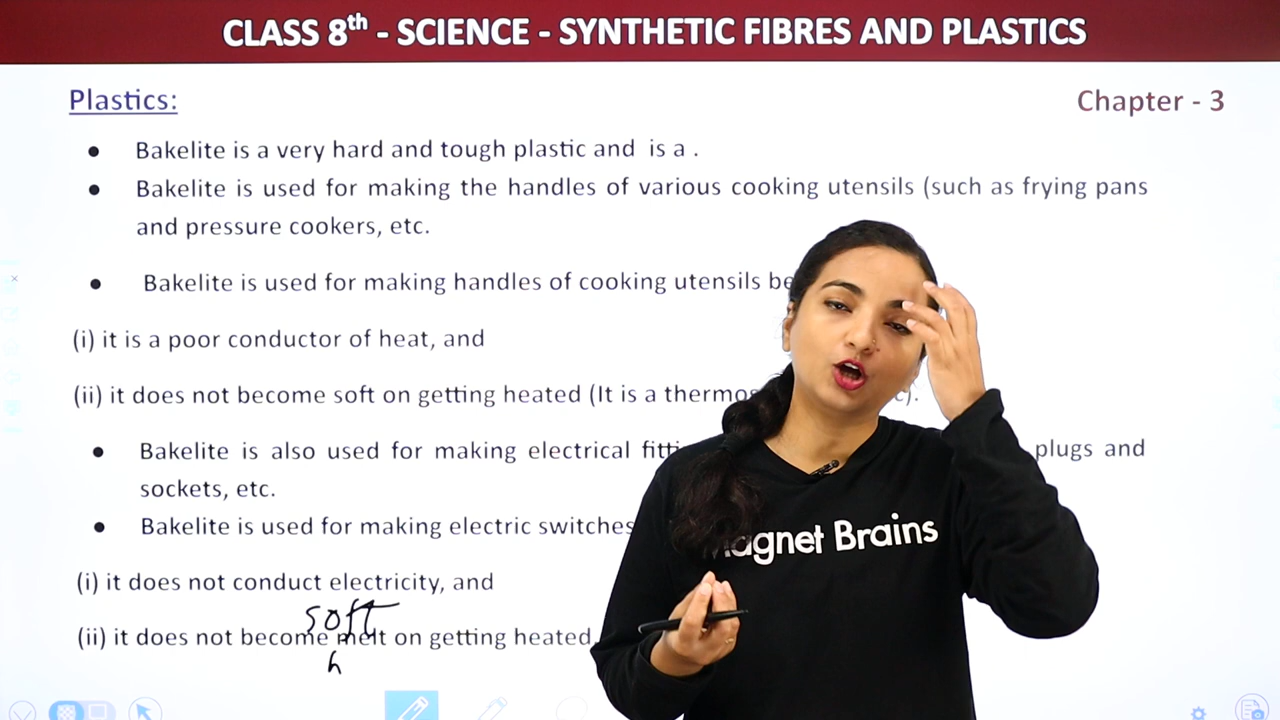 CLASS 8th - SCIENCE - SYNTHETIC FIBRES AND PLASTICS
Plastics:
Chapter - 3
● Bakelite is a very hard and tough plastic and is a .
● Bakelite is used for making the handles of various cooking utensils (such as frying pans
and pressure cookers, etc.
● Bakelite is used for making handles of cooking utensils be
(i) it is a poor conductor of heat, and
(ii) it does not become soft on getting heated (It is a thermos c).
● Bakelite is also used for making electrical fitti plugs and
sockets, etc.
● Bakelite is used for making electric switches
(i) it does not conduct electricity, and
soft
(ii) it does not become melt on getting heated.
h
Magnet Brains